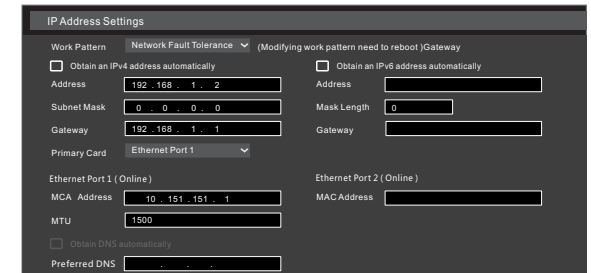 IP Address Settings
Work Pattern Network Fault Tolerance (Modifying work pattern need to reboot )Gateway
Obtain an IPv4 address automatically Obtain an IPv6 address automatically
Address 192 . 168 . 1 . 2 Address
Subnet Mask 0 . 0 . 0 . 0 Mask Length 0
Gateway 192 . 168 . 1 . 1 Gateway
Primary Card Ethernet Port 1
Ethernet Port 1 ( Online ) Ethernet Port 2 ( Online )
MCA Address 10 . 151 . 151 . 1 MAC Address
MTU 1500
Obtain DNS automatically
Preferred DNS . . .